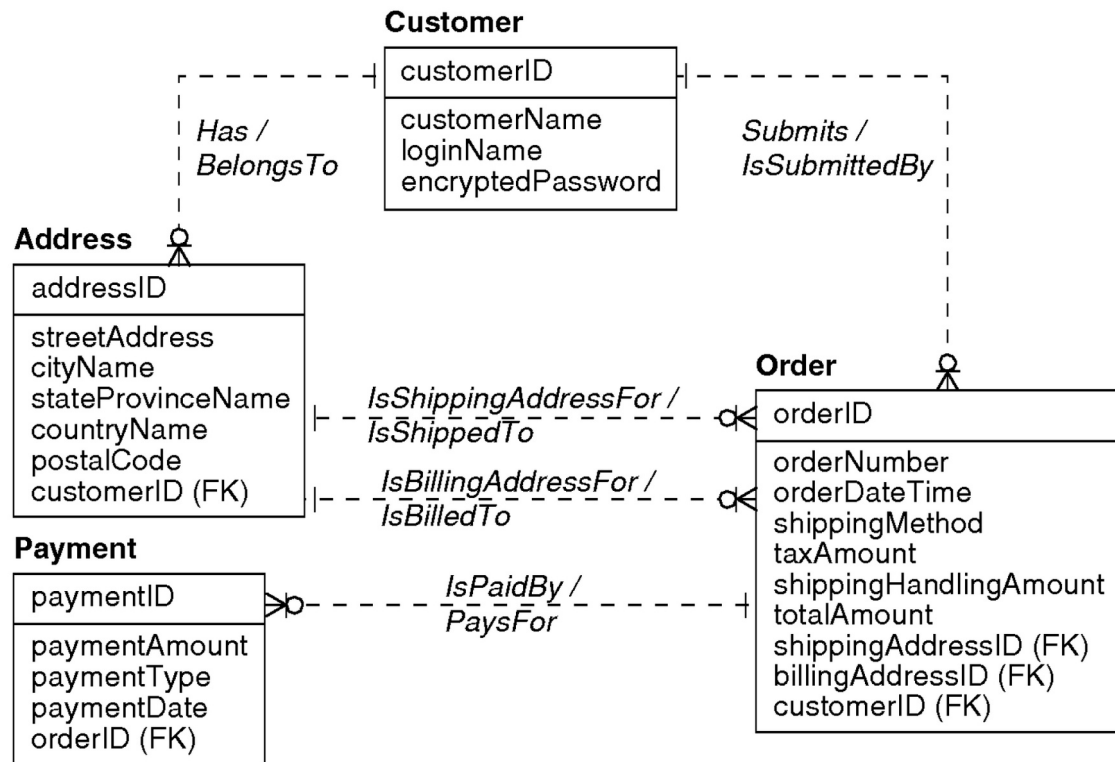 Customer
customerID
customerName
loginName
encryptedPassword
Has /
BelongsTo
Submits /
IsSubmittedBy
Address
addressID
streetAddress
cityName
stateProvinceName
countryName
postalCode
customerID (FK)
IsShippingAddressFor /
IsShippedTo
IsBillingAddressFor /
IsBilledTo
Order
orderID
orderNumber
orderDateTime
shippingMethod
taxAmount
shippingHandlingAmount
totalAmount
shippingAddressID (FK)
billingAddressID (FK)
customerID (FK)
Payment
paymentID
paymentAmount
paymentType
paymentDate
orderID (FK)
IsPaidBy /
PaysFor